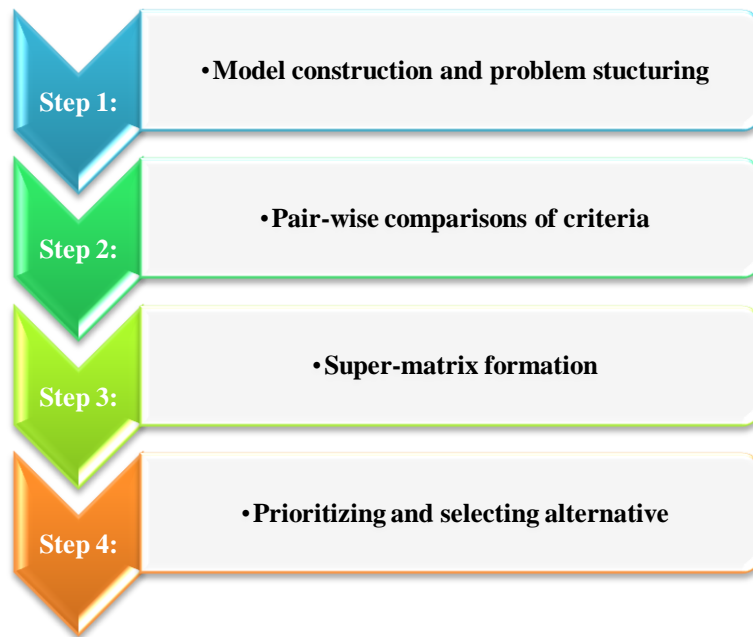 Step 1:
•Model construction and problem stucturing
Step 2:
•Pair-wise comparisons of criteria
Step 3:
•Super-matrix formation
Step 4:
•Prioritizing and selecting alternative